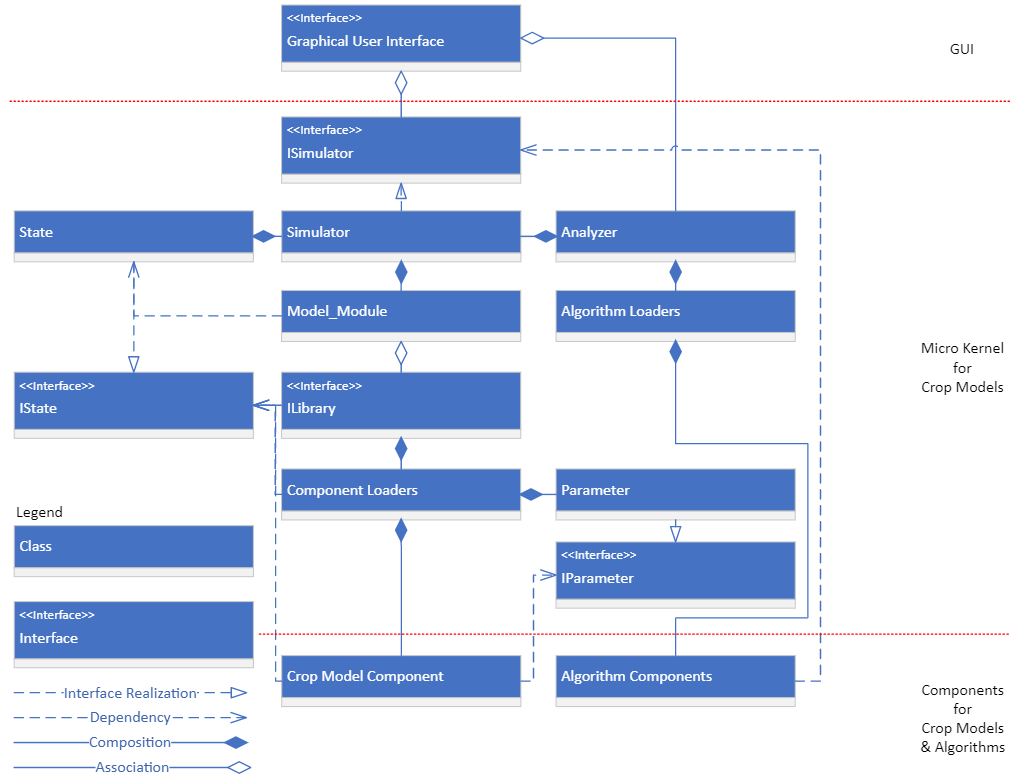 <<Interface>>
Graphical User Interface
GUI
<<Interface>>
ISimulator
State
Simulator
Analyzer
Model_Module
Algorithm Loaders
Micro Kernel
for
Crop Models
<<Interface>>
IState
<<Interface>>
ILibrary
Component Loaders
Parameter
<<Interface>>
IParameter
Legend
Class
<<Interface>>
Interface
Interface Realization
Dependency
Composition
Association
Crop Model Component
Algorithm Components
Components
for
Crop Models
& Algorithms